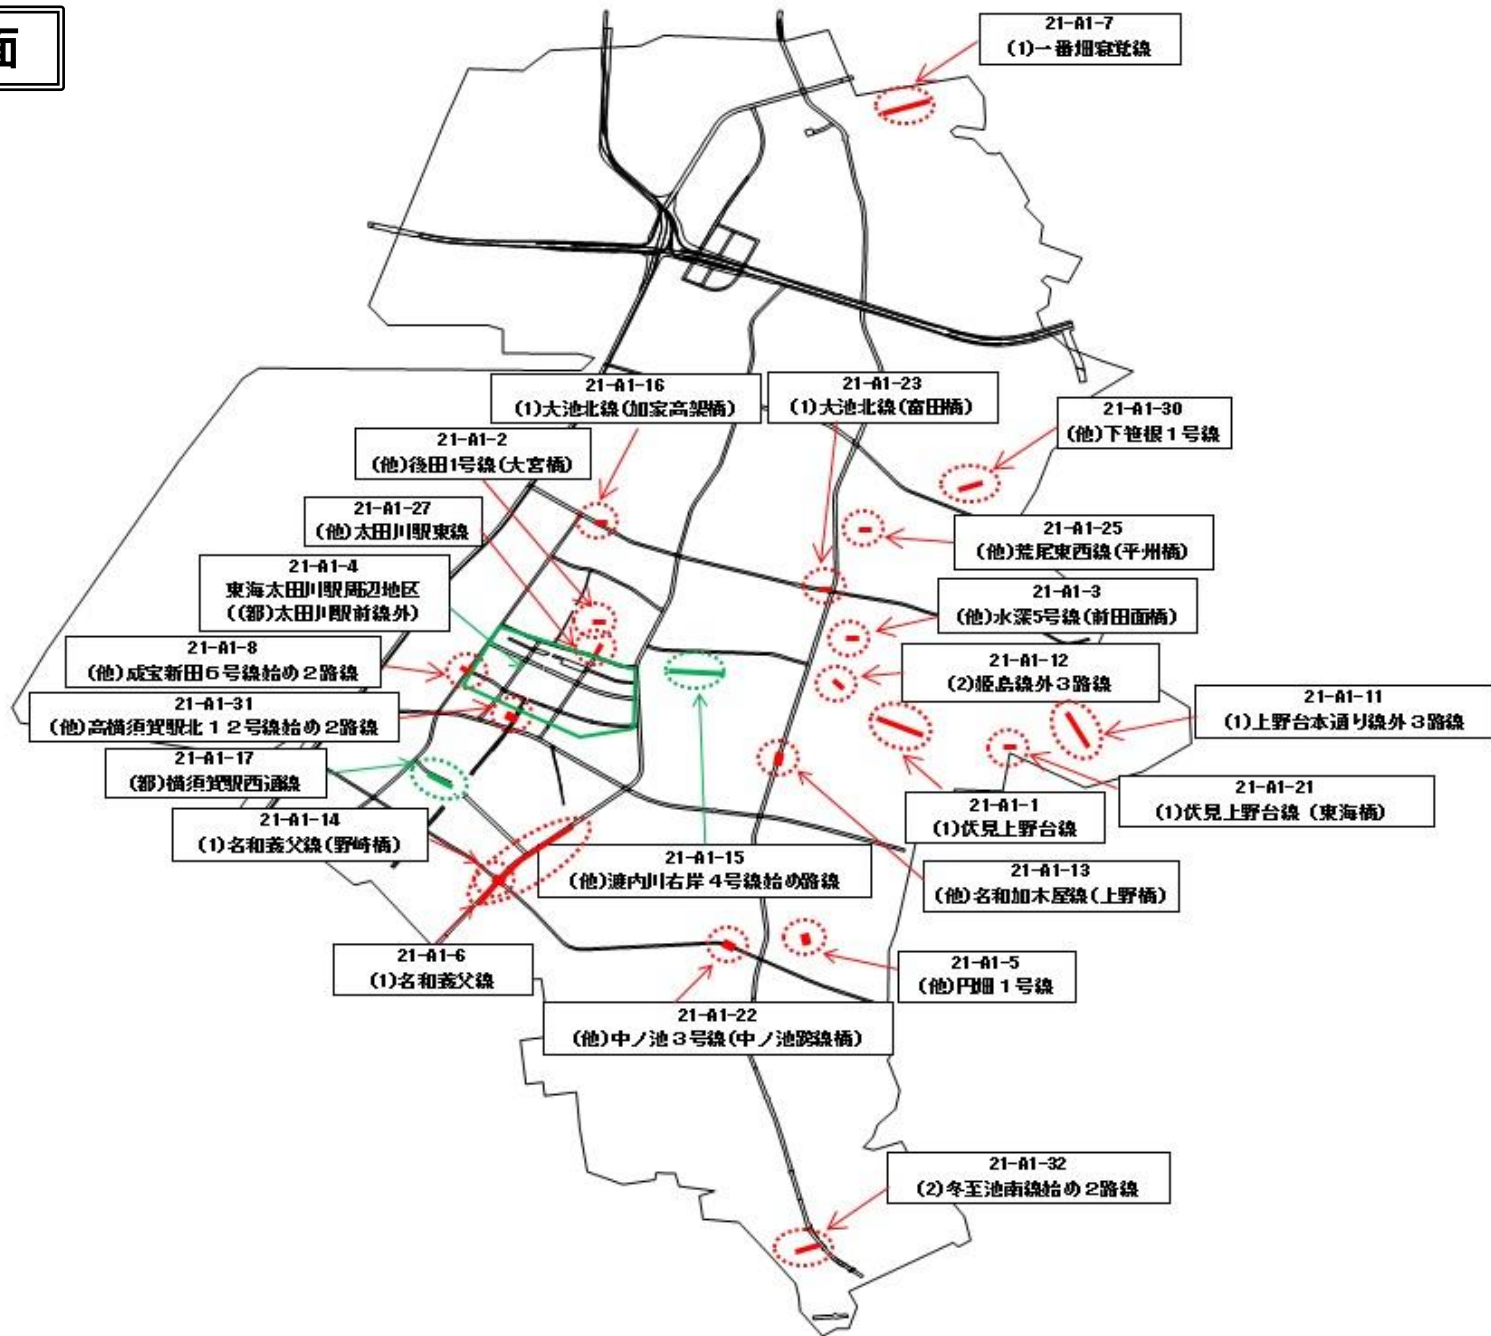 面
21-A1-7
(1)一番畑寝覚線
21-A1-16
(1)大池北線(加家高架橋)
21-A1-23
(1)大池北線(富田橋)
21-A1-30
(他)下笹根１号線
21-A1-2
(他)後田1号線(大宮橋)
21-A1-27
(他)太田川駅東線
21-A1-25
(他)荒尾東西線(平州橋)
21-A1-4
東海太田川駅周辺地区
((都)太田川駅前線外)
21-A1-3
(他)水深5号線(前田面橋)
21-A1-8
(他)成宝新田６号線始め２路線
21-A1-12
(2)姫島線外３路線
21-A1-31
(他)高横須賀駅北１２号線始め２路線
21-A1-11
(1)上野台本通り線外３路線
21-A1-17
(都)横須賀駅西通線
21-A1-21
(1)伏見上野台線 (東海橋)
21-A1-1
(1)伏見上野台線
21-A1-14
(1)名和養父線(野崎橋)
21-A1-15
(他)渡内川右岸４号線始め路線
21-A1-13
(他)名和加木屋線(上野橋)
21-A1-6
(1)名和養父線
21-A1-5
(他)円畑１号線
21-A1-22
(他)中ノ池３号線(中ノ池跨線橋)
21-A1-32
(2)冬至池南線始め２路線